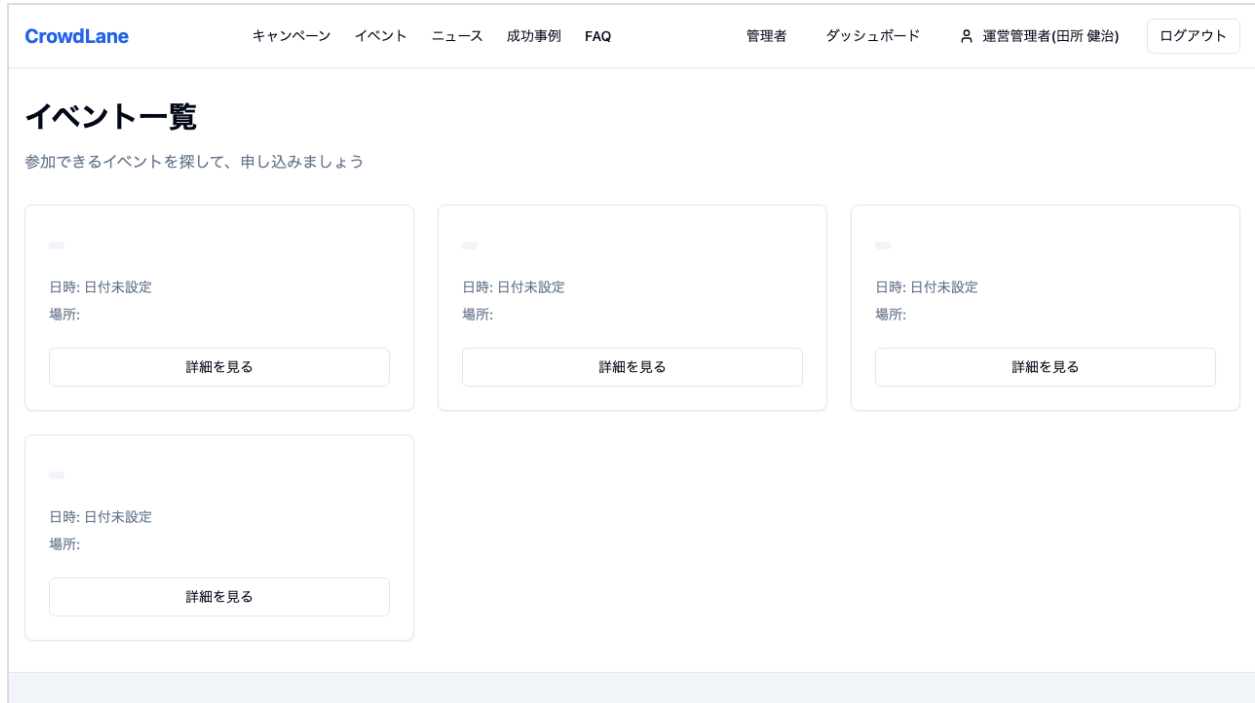 CrowdLane キャンペーン イベント ニュース 成功事例 FAQ 管理者 ダッシュボード 運営管理者(田所 健治) ログアウト
イベント一覧
参加できるイベントを探して、申し込みましょう
日時: 日付未設定
場所:
詳細を見る
日時: 日付未設定
場所:
詳細を見る
日時: 日付未設定
場所:
詳細を見る
日時: 日付未設定
場所:
詳細を見る